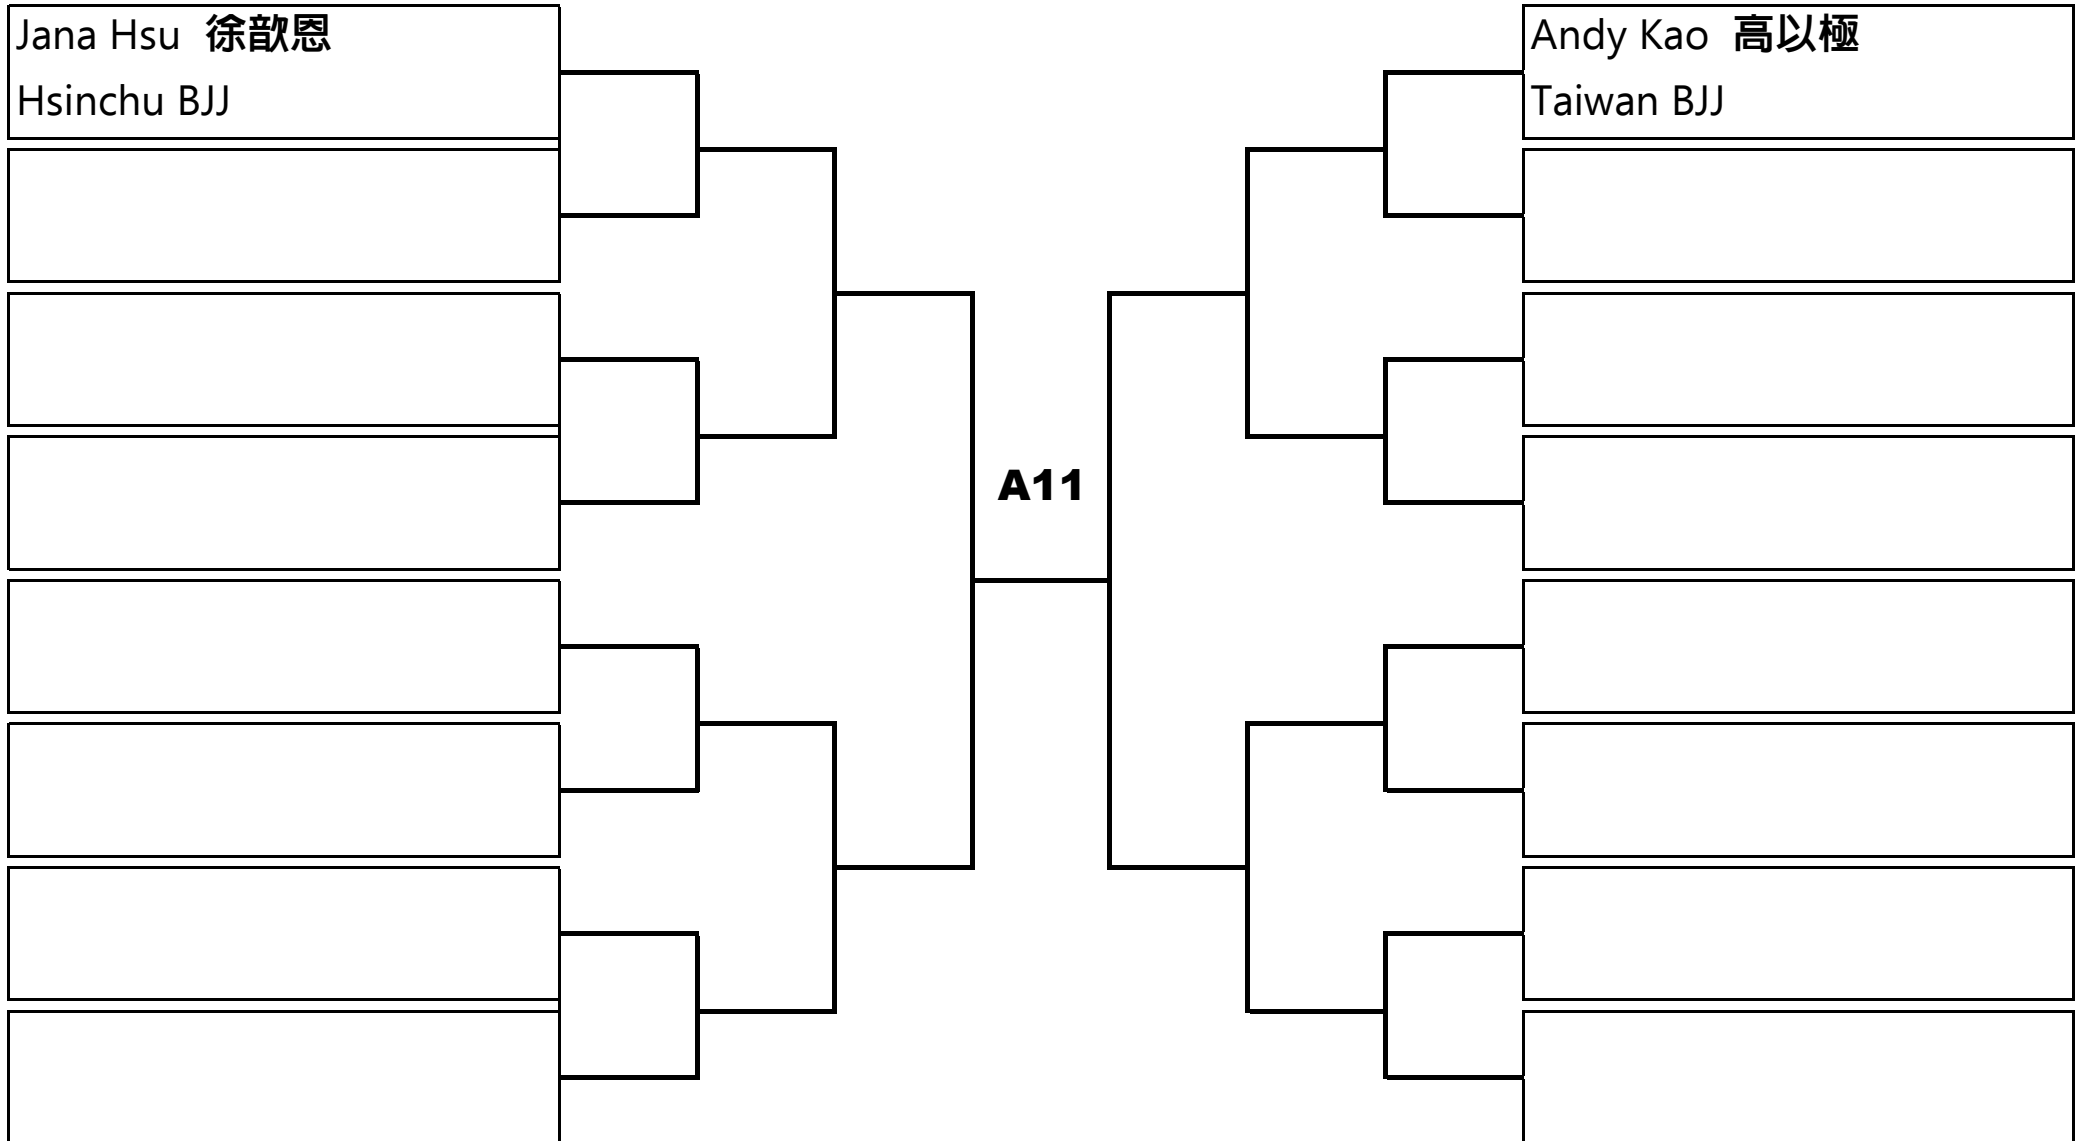 Jana Hsu 徐歆恩
Hsinchu BJJ
Andy Kao 高以極
Taiwan BJJ
A11